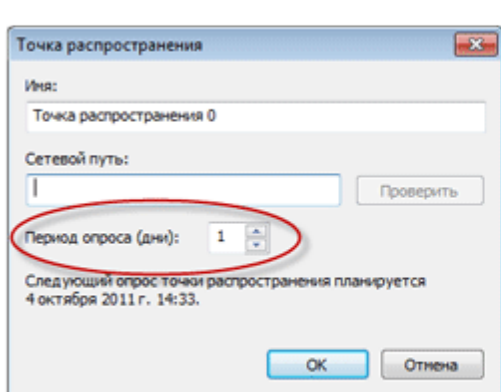 Точка распространения
Имя:
Точка распространения 0
Сетевой путь:
Проверить
Период опроса (дни): 1
Следующий опрос точки распространения планируется
4 октября 2011 г. 14:33.
OK Отмена